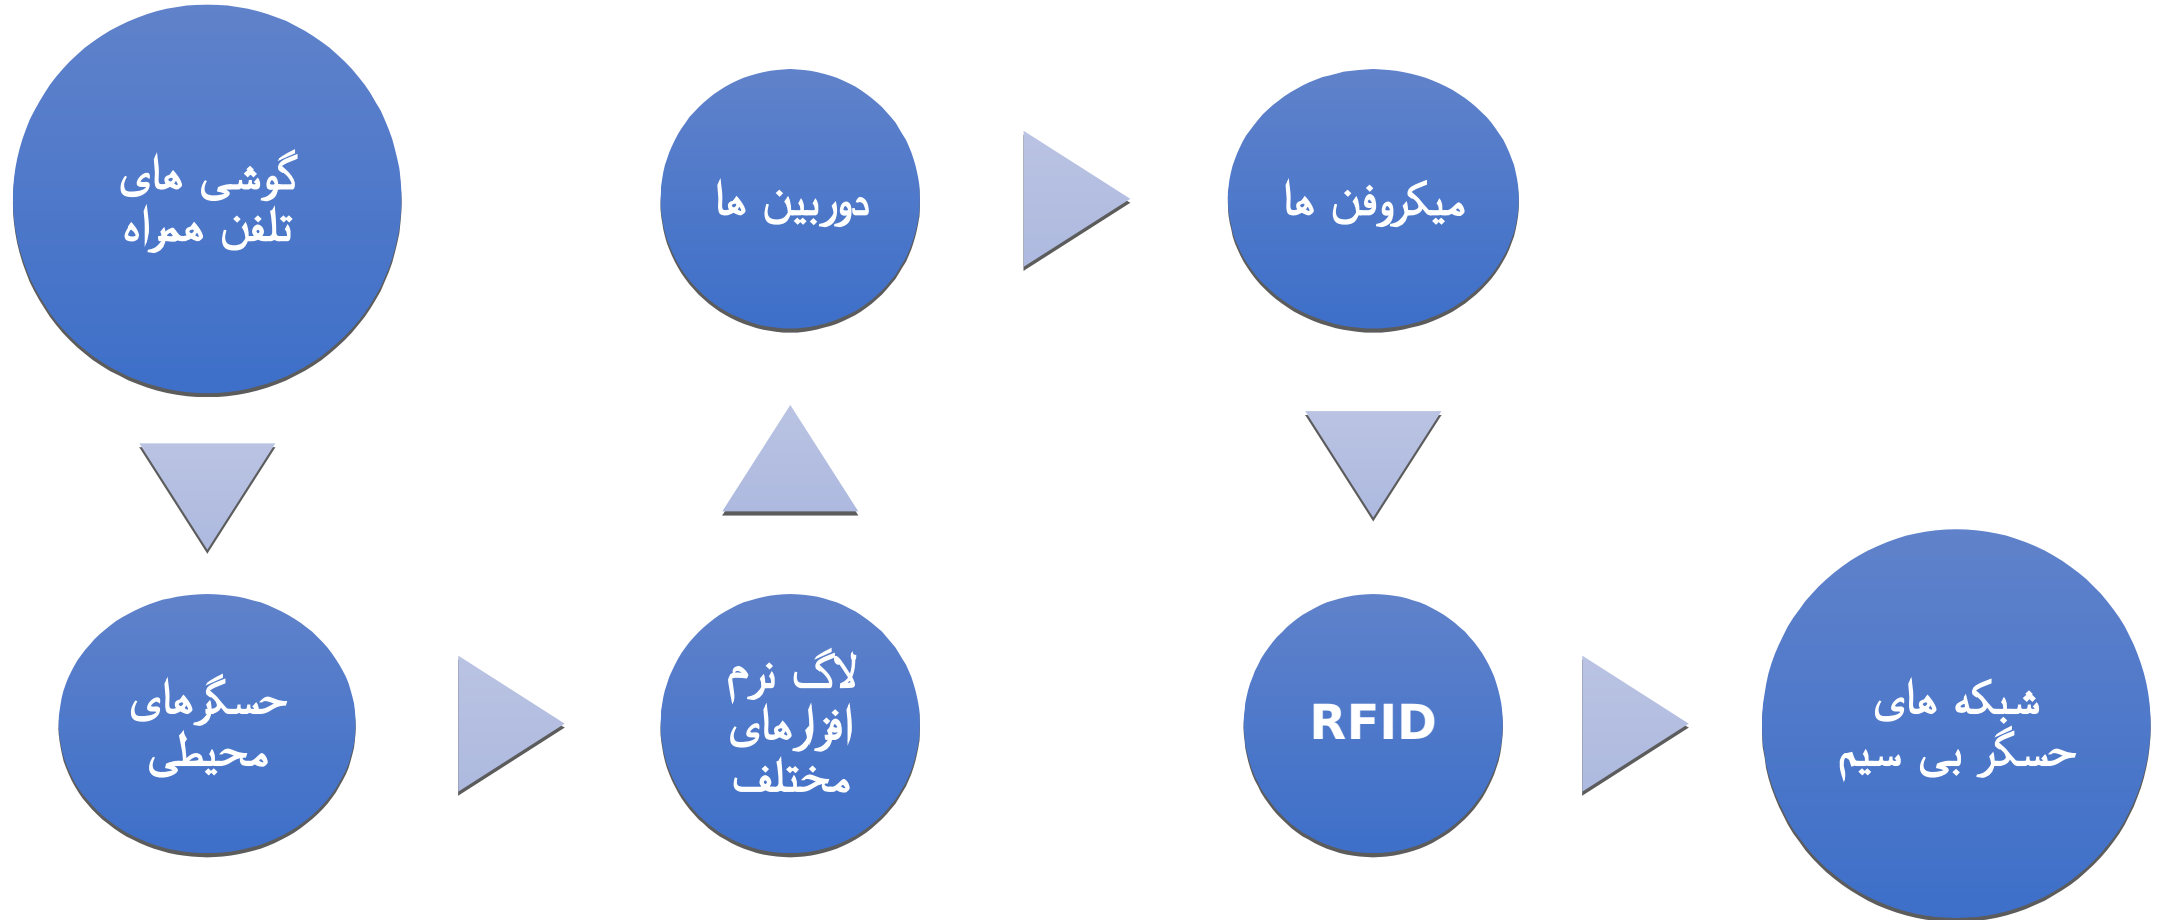 گوشی های
تلفن همراه
حسگرهای
محیطی
لاگ نرم
افزارهای
مختلف
دوربین ها
میکروفن ها
RFID
شبکه های
حسگر بی سیم